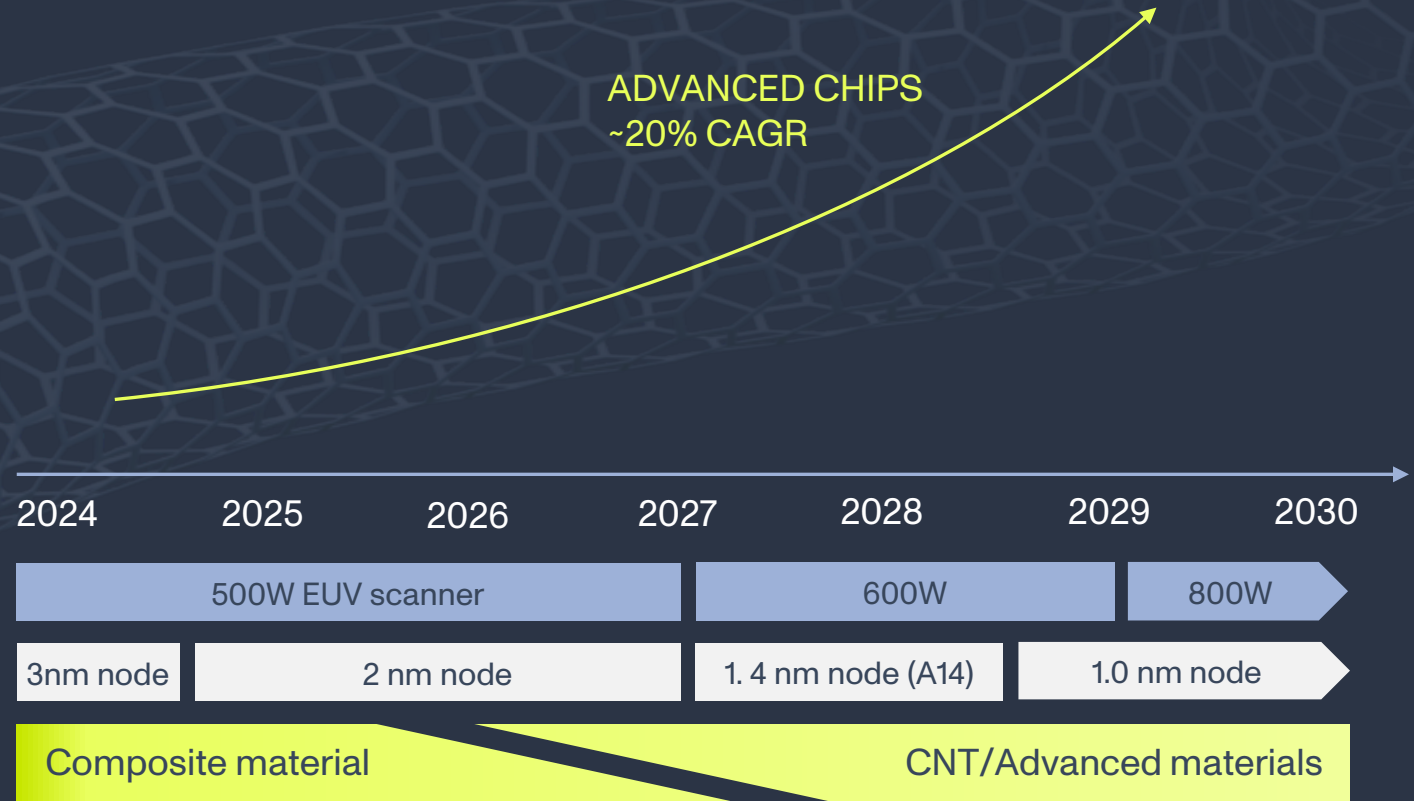 ADVANCED CHIPS
~20% CAGR
2024 2025 2026 2027 2028 2029 2030
500W EUV scanner 600W 800W
3nm node 2 nm node 1. 4 nm node (A14) 1.0 nm node
Composite material CNT/Advanced materials